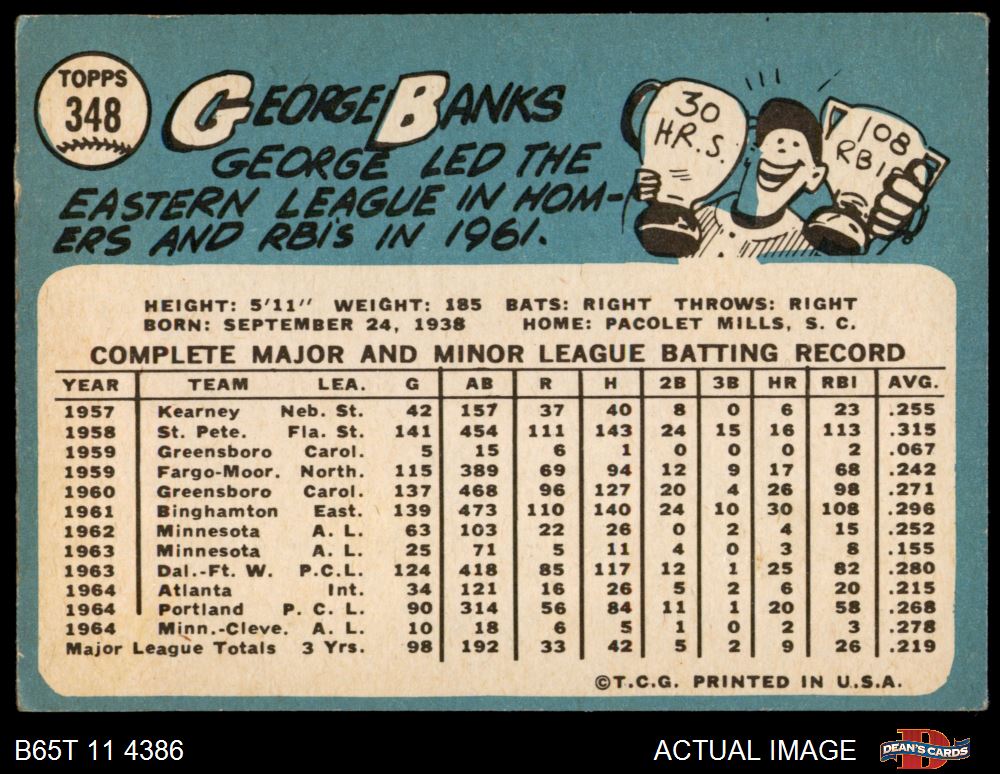 TOPPS
348
GEORGE BANKS
GEORGE LED THE
EASTERN LEAGUE IN HOM-
ERS AND RBIS IN 1961.
30
HR.S.
108
RBI
HEIGHT: 5'11" WEIGHT: 185 BATS: RIGHT THROWS: RIGHT
BORN: SEPTEMBER 24, 1938 HOME: PACOLET MILLS, S. C.
COMPLETE MAJOR AND MINOR LEAGUE BATTING RECORD
YEAR TEAM LEA. G AB R H 2B 3B HR RBI AVG.
1957 Kearney Neb. St. 42 157 37 40 8 0 6 23 .255
1958 St. Pete. Fla. St. 141 454 111 143 24 15 16 113 .315
1959 Greensboro Carol. 5 15 6 1 0 0 0 2 .067
1959 Fargo-Moor. North. 115 389 69 94 12 9 17 68 .242
1960 Greensboro Carol. 137 468 96 127 20 4 26 98 .271
1961 Binghamton East. 139 473 110 140 24 10 30 108 .296
1962 Minnesota A. L. 63 103 22 26 0 2 4 15 .252
1963 Minnesota A. L. 25 71 5 11 4 0 3 8 .155
1963 Dal.-Ft. W. P.C.L. 124 418 85 117 12 1 25 82 .280
1964 Atlanta Int. 34 121 16 26 5 2 6 20 .215
1964 Portland P. C. L. 90 314 56 84 11 1 20 58 .268
1964 Minn.-Cleve. A. L. 10 18 6 5 1 0 2 3 .278
Major League Totals 3 Yrs. 98 192 33 42 5 2 9 26 .219
©T.C.G. PRINTED IN U.S.A.
B65T 11 4386
ACTUAL IMAGE
DEAN'S CARDS